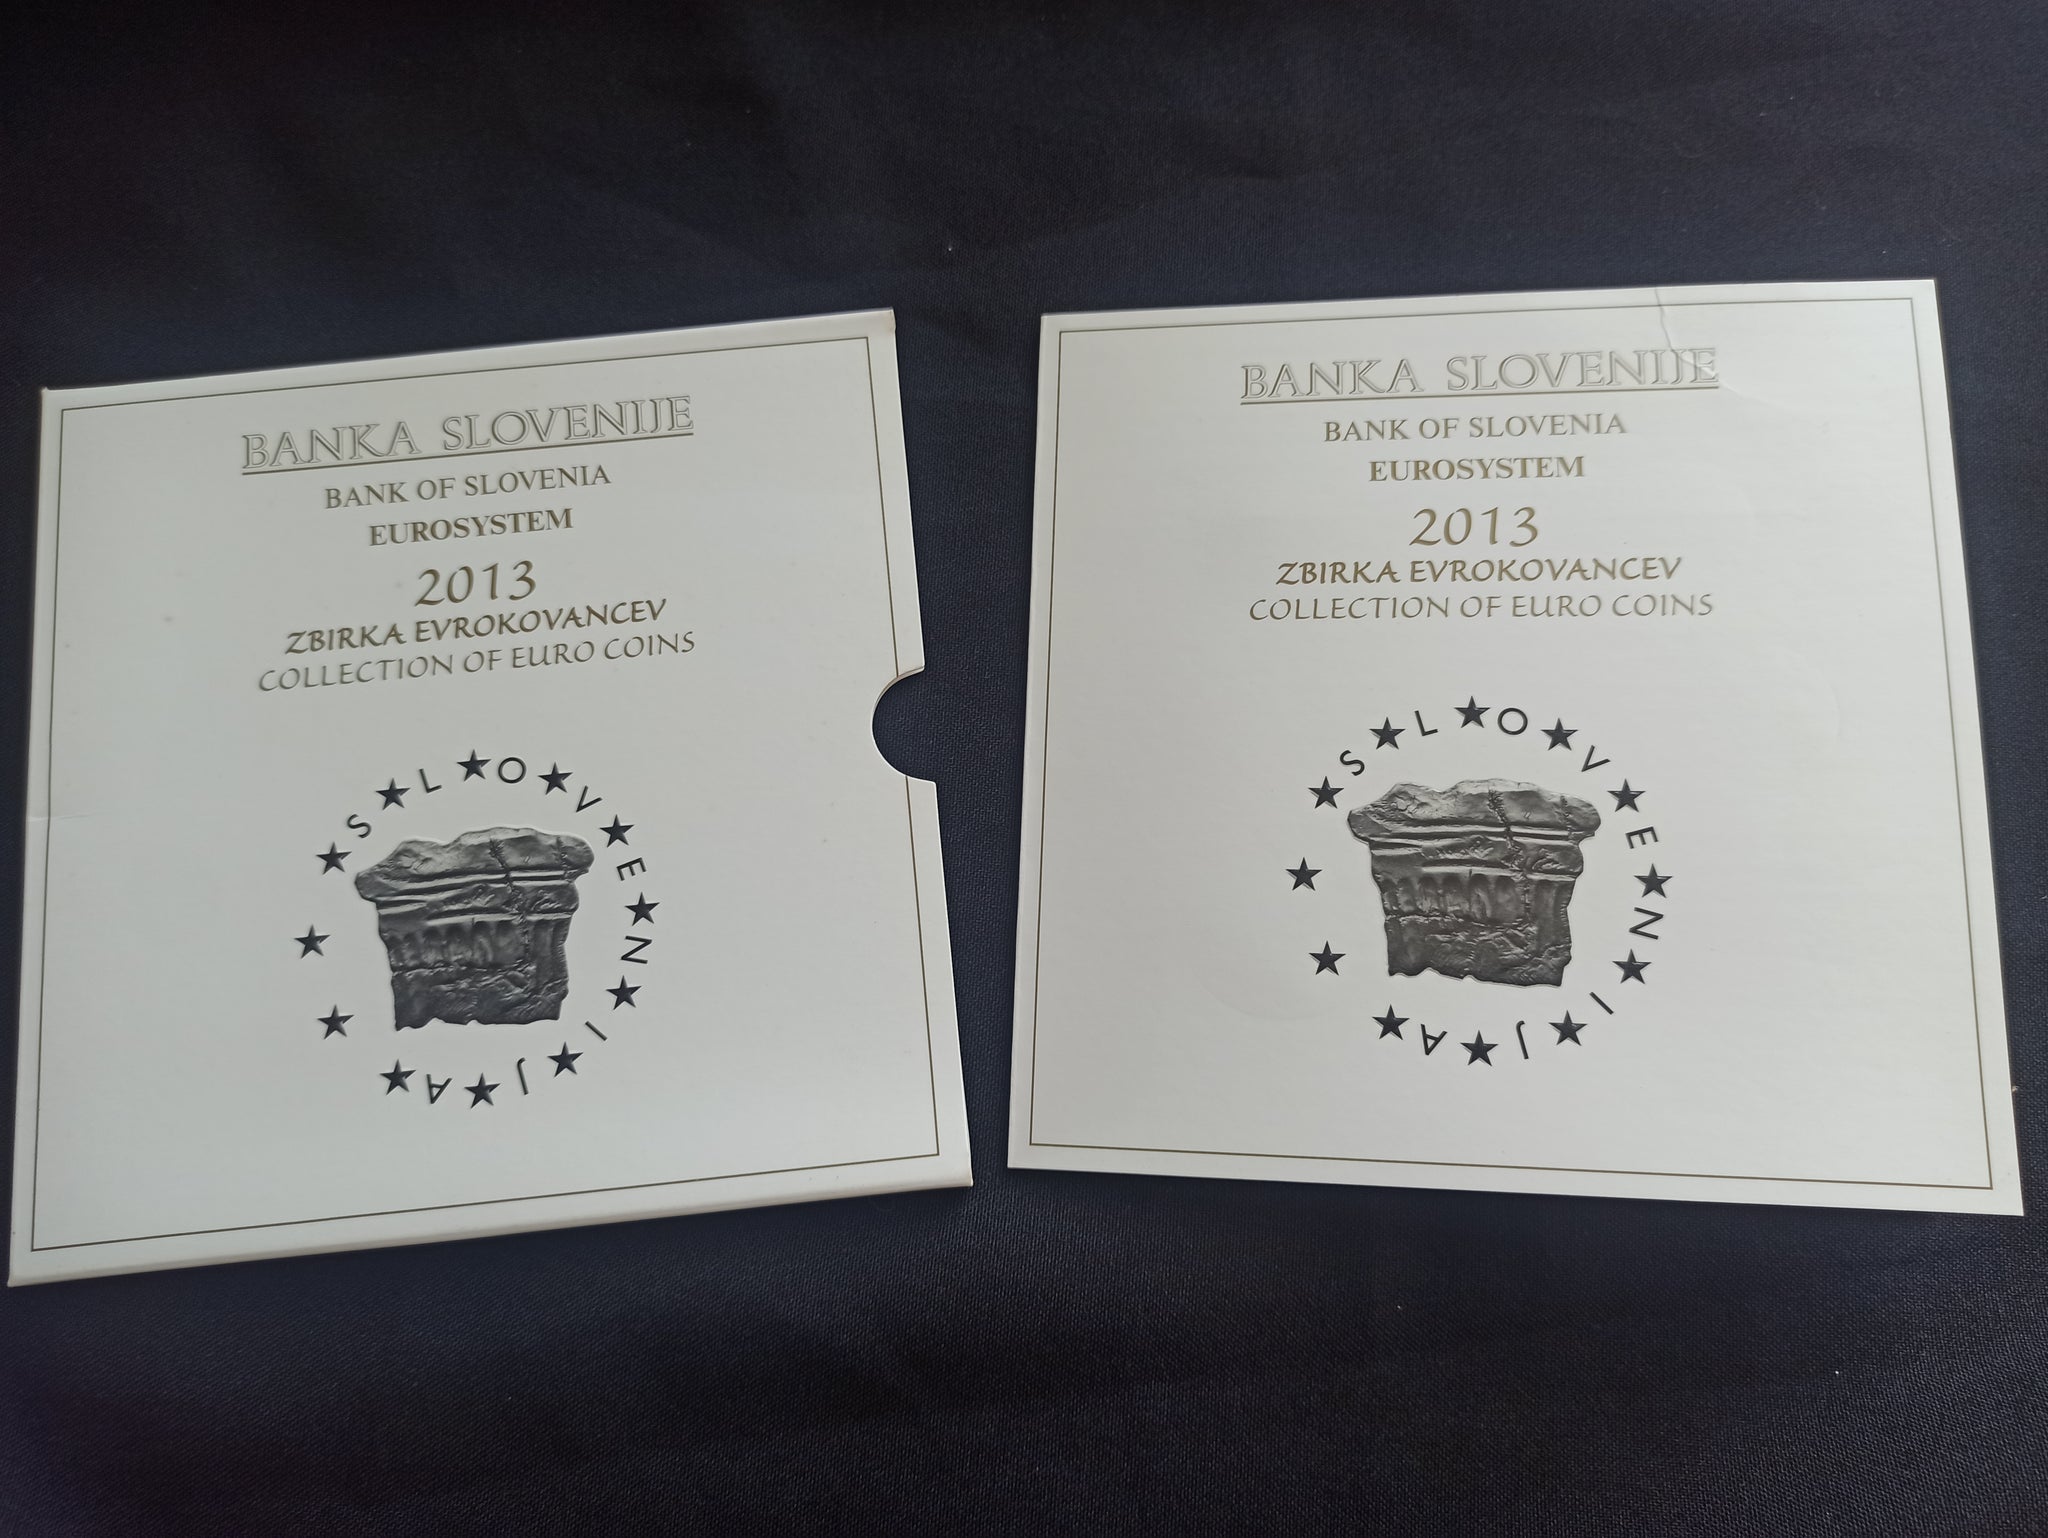 BANKA SLOVENIJE
BANK OF SLOVENIA
EUROSYSTEM
2013
ZBIRKA EVROKOVANCEV
COLLECTION OF EURO COINS
SLOVENIJA
BANKA SLOVENIJE
BANK OF SLOVENIA
EUROSYSTEM
2013
ZBIRKA EVROKOVANCEV
COLLECTION OF EURO COINS
SLOVENIJA